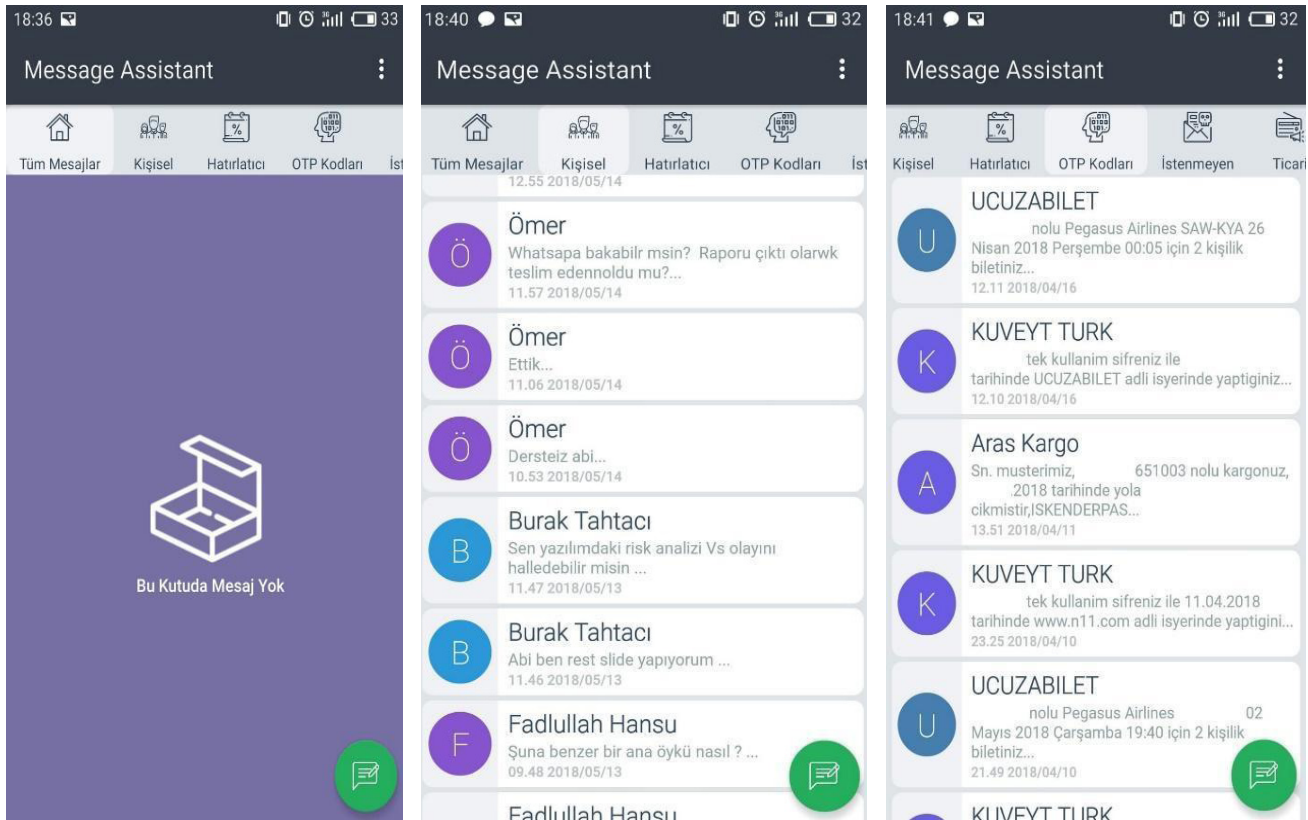 18:36
33
Message Assistant
Tüm Mesajlar
Kişisel
Hatırlatıcı
OTP Kodları
İst
Bu Kutuda Mesaj Yok
18:40
32
Message Assistant
Tüm Mesajlar
Kişisel
Hatırlatıcı
OTP Kodları
İst
12.55 2018/05/14
Ö
Ömer
Whatsapa bakabilr msin? Raporu çıktı olarwk
teslim edennoldu mu?...
11.57 2018/05/14
Ö
Ömer
Ettik...
11.06 2018/05/14
Ö
Ömer
Dersteiz abi...
10.53 2018/05/14
B
Burak Tahtacı
Sen yazılımdaki risk analizi Vs olayını
halledebilir misin ...
11.47 2018/05/13
B
Burak Tahtacı
Abi ben rest slide yapıyorum ...
11.46 2018/05/13
F
Fadlullah Hansu
Şuna benzer bir ana öykü nasıl ? ...
09.48 2018/05/13
Fadlullah Hansu
18:41
32
Message Assistant
Kişisel
Hatırlatıcı
OTP Kodları
İstenmeyen
Ticari
U
UCUZABILET
nolu Pegasus Airlines SAW-KYA 26
Nisan 2018 Perşembe 00:05 için 2 kişilik
biletiniz...
12.11 2018/04/16
K
KUVEYT TURK
tek kullanim sifreniz ile
tarihinde UCUZABILET adli isyerinde yaptiginiz...
12.10 2018/04/16
A
Aras Kargo
Sn. musterimiz, 651003 nolu kargonuz,
.2018 tarihinde yola
cikmistir,ISKENDERPAS...
13.51 2018/04/11
K
KUVEYT TURK
tek kullanim sifreniz ile 11.04.2018
tarihinde www.n11.com adli isyerinde yaptigini...
23.25 2018/04/10
U
UCUZABILET
nolu Pegasus Airlines 02
Mayıs 2018 Çarşamba 19:40 için 2 kişilik
biletiniz...
21.49 2018/04/10
KUVEYT TURK